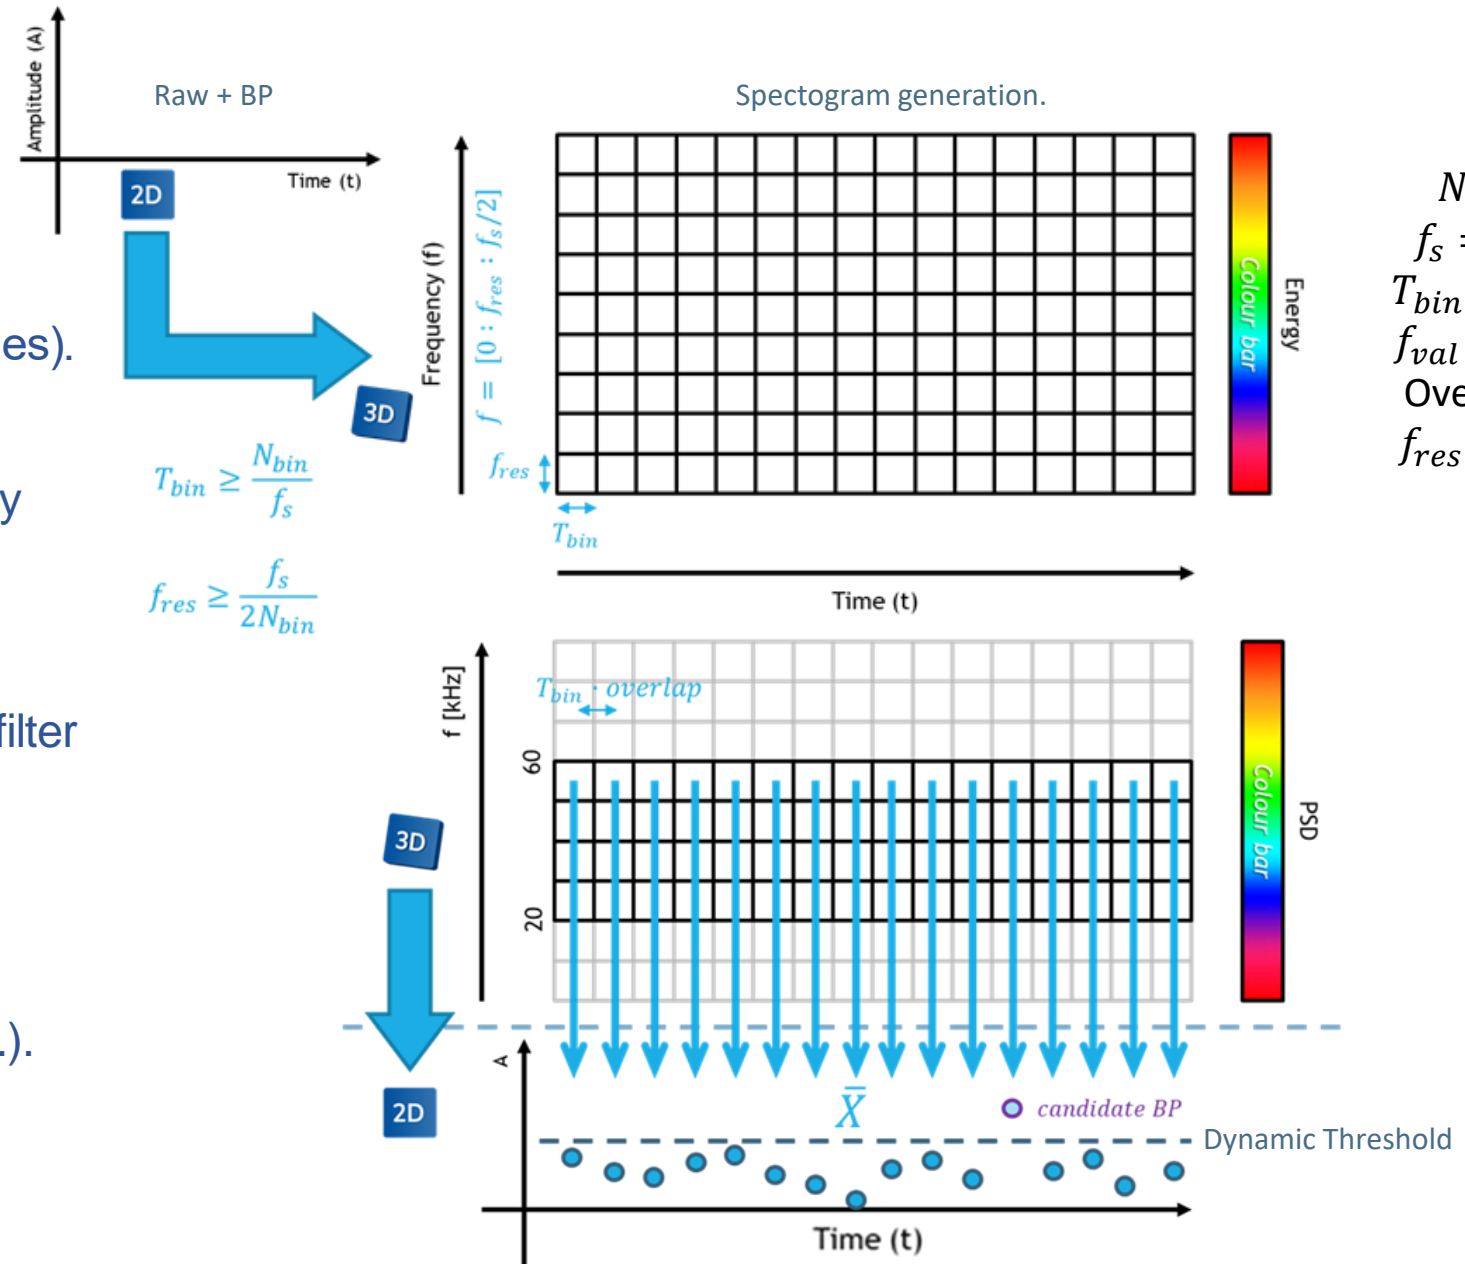 Amplitude (A)
Raw + BP
Time (t)
2D
Spectogram generation.
Frequency (f)
f = [0 : f_res : f_s/2]
Colour bar
Energy
3D
f_res
T_bin
Time (t)
T_bin ≥ N_bin / f_s
f_res ≥ f_s / 2N_bin
es).
y
filter
.).
N
f_s =
T_bin
f_val
Ove
f_res
f [kHz]
T_bin · overlap
60
20
Colour bar
PSD
3D
2D
A
X̄
candidate BP
Dynamic Threshold
Time (t)